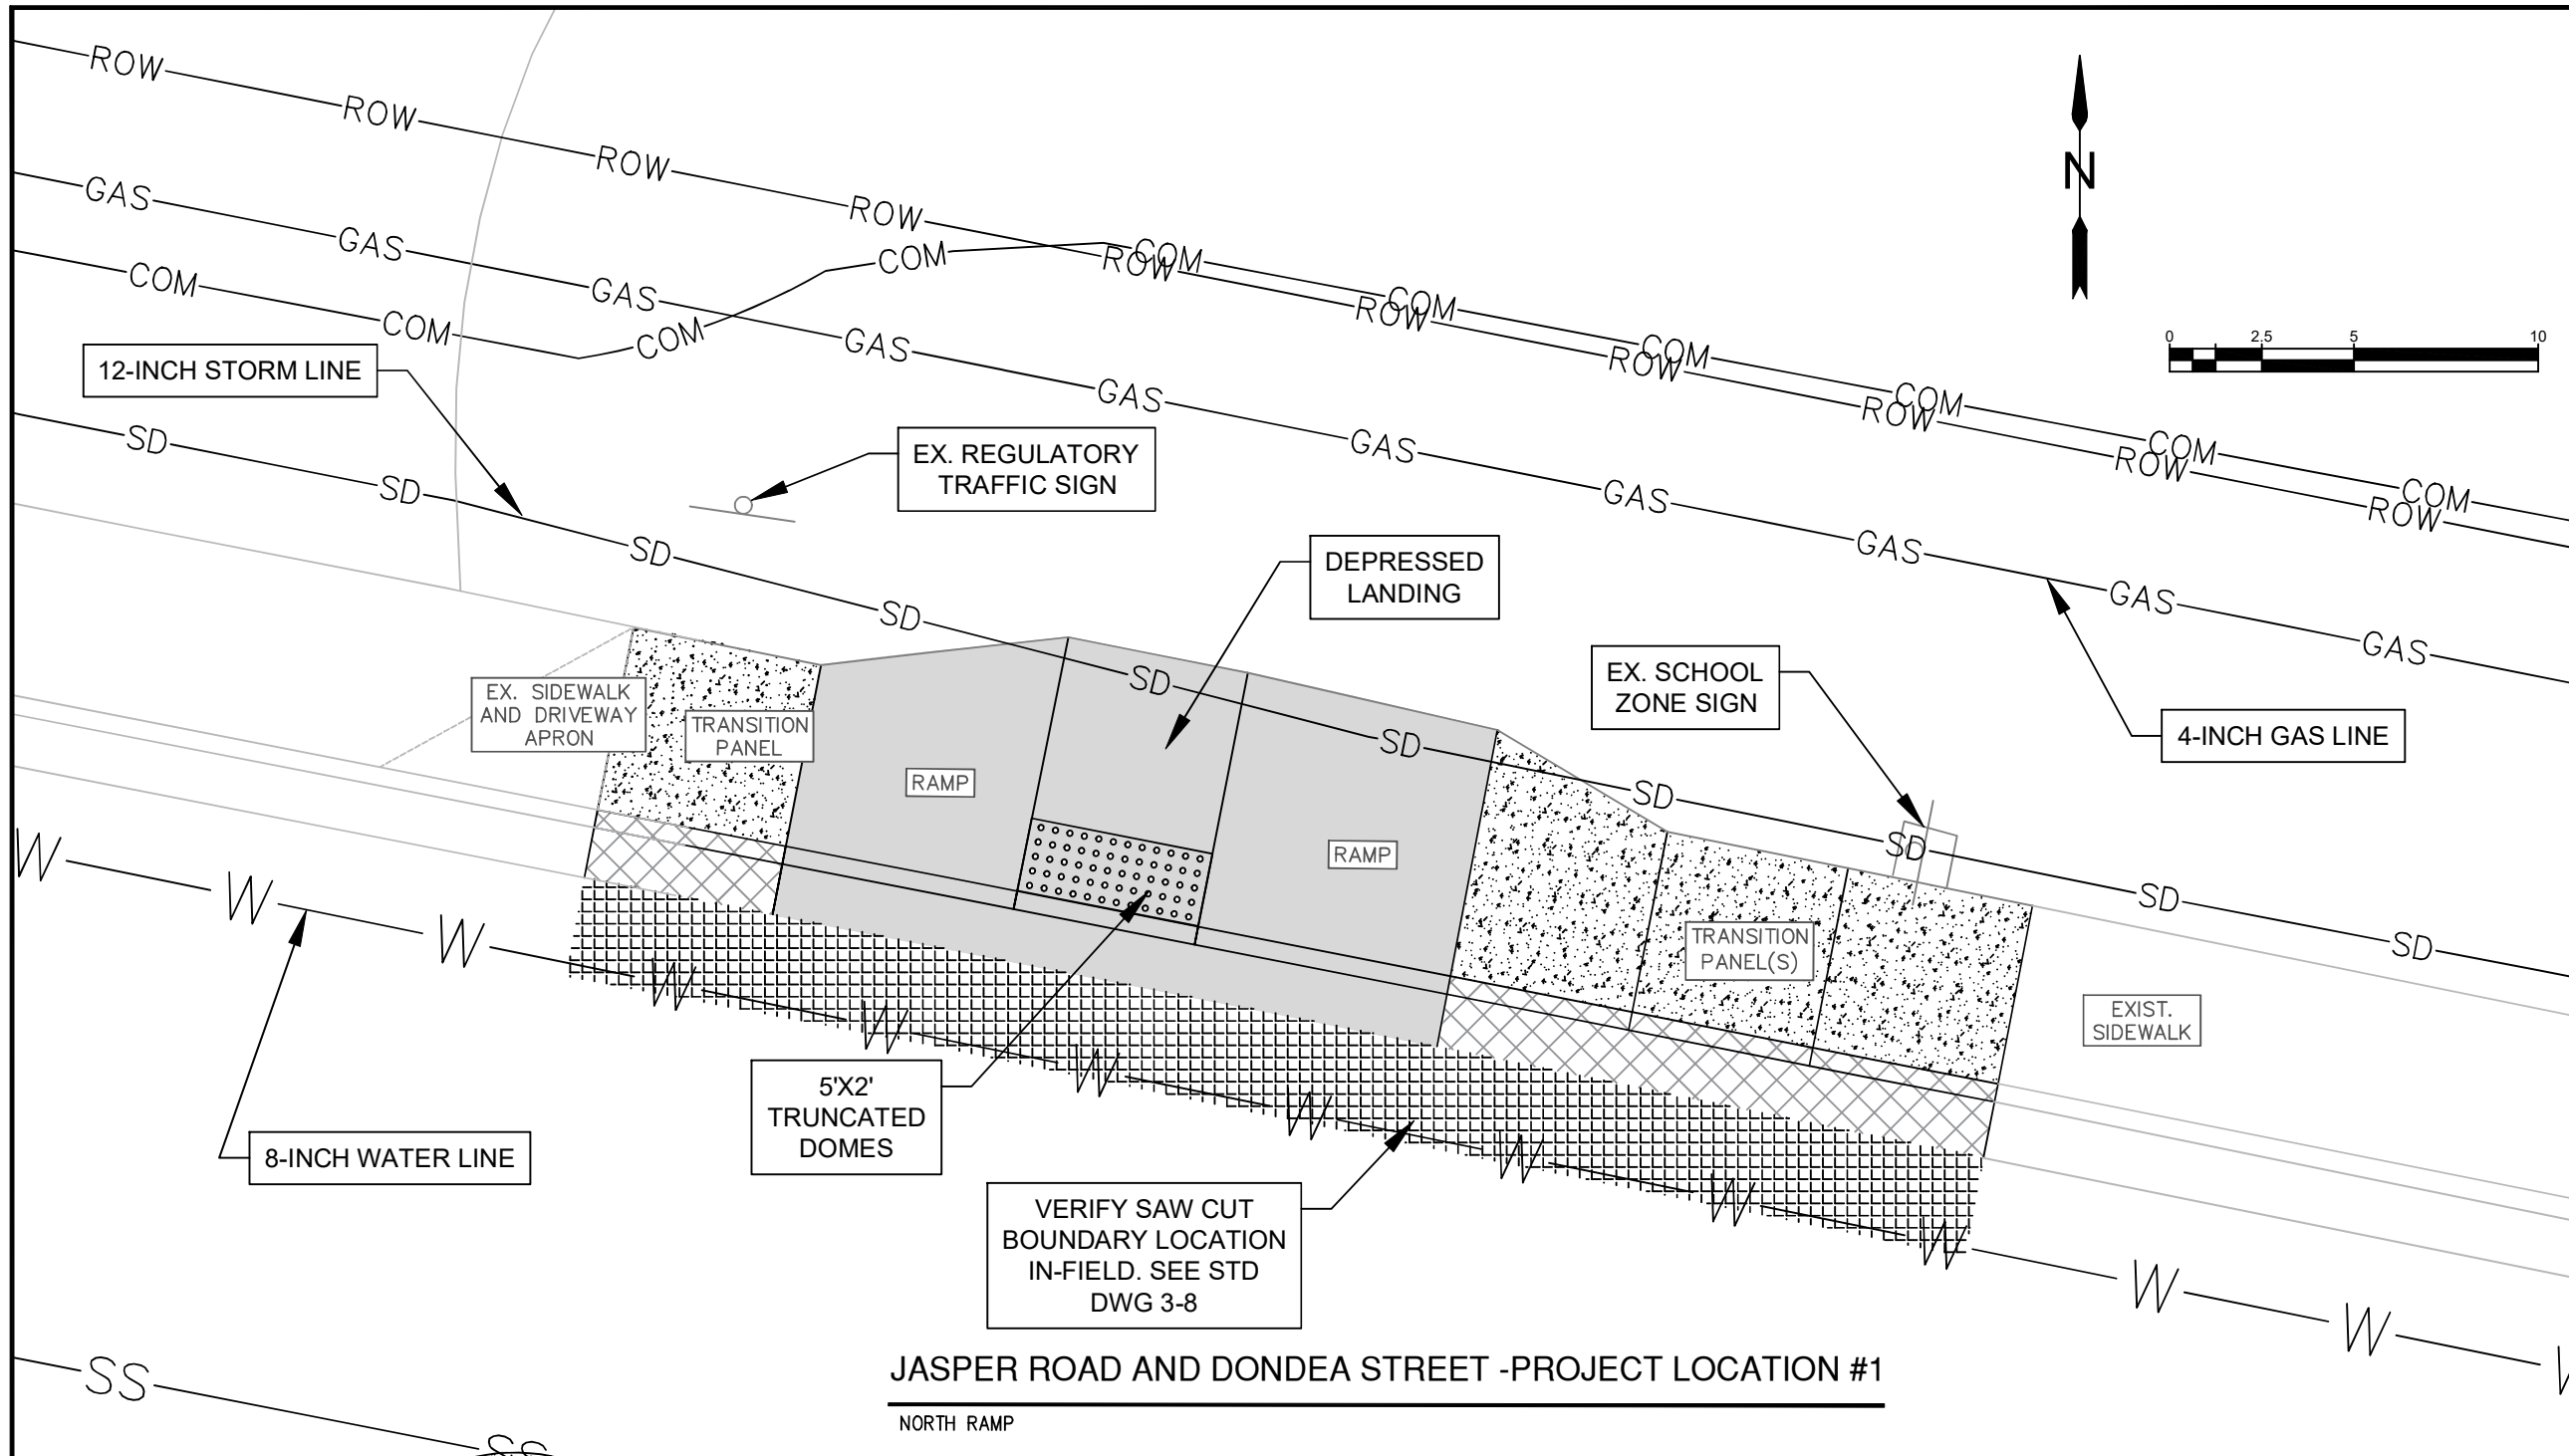 ROW
ROW
ROW
ROW
ROW
ROW
ROW
ROW
ROW
ROW
GAS
GAS
GAS
GAS
GAS
GAS
GAS
GAS
GAS
GAS
COM
COM
COM
COM
COM
COM
COM
COM
COM
COM
N
0 2.5 5 10
12-INCH STORM LINE
SD
SD
SD
SD
SD
SD
SD
SD
SD
SD
EX. REGULATORY
TRAFFIC SIGN
DEPRESSED
LANDING
EX. SCHOOL
ZONE SIGN
4-INCH GAS LINE
EX. SIDEWALK
AND DRIVEWAY
APRON
TRANSITION
PANEL
RAMP
RAMP
TRANSITION
PANEL(S)
EXIST.
SIDEWALK
W
W
W
W
W
W
W
W
W
W
W
W
8-INCH WATER LINE
5'X2'
TRUNCATED
DOMES
VERIFY SAW CUT
BOUNDARY LOCATION
IN-FIELD. SEE STD
DWG 3-8
SS
SS
JASPER ROAD AND DONDEA STREET -PROJECT LOCATION #1
NORTH RAMP